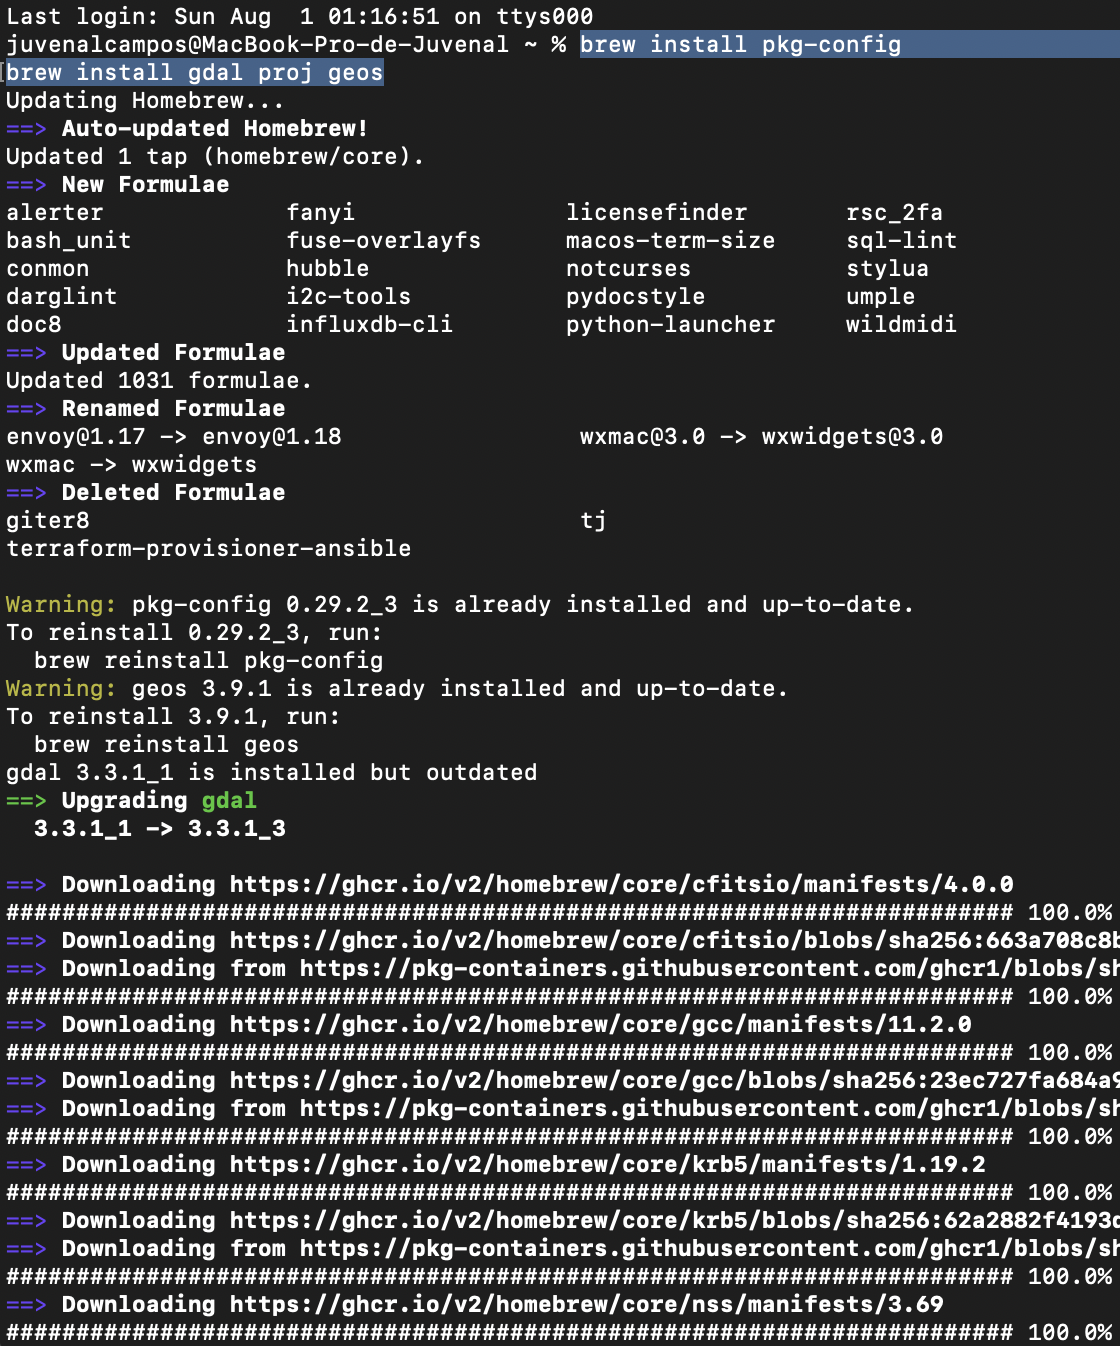 Last login: Sun Aug  1 01:16:51 on ttys000
juvenalcampos@MacBook-Pro-de-Juvenal ~ % brew install pkg-config
brew install gdal proj geos
Updating Homebrew...
==> Auto-updated Homebrew!
Updated 1 tap (homebrew/core).
==> New Formulae
alerter             fanyi               licensefinder       rsc_2fa
bash_unit           fuse-overlayfs      macos-term-size     sql-lint
conmon              hubble              notcurses           stylua
darglint            i2c-tools           pydocstyle          umple
doc8                influxdb-cli        python-launcher     wildmidi
==> Updated Formulae
Updated 1031 formulae.
==> Renamed Formulae
envoy@1.17 -> envoy@1.18                 wxmac@3.0 -> wxwidgets@3.0
wxmac -> wxwidgets
==> Deleted Formulae
giter8                                   tj
terraform-provisioner-ansible
Warning: pkg-config 0.29.2_3 is already installed and up-to-date.
To reinstall 0.29.2_3, run:
  brew reinstall pkg-config
Warning: geos 3.9.1 is already installed and up-to-date.
To reinstall 3.9.1, run:
  brew reinstall geos
gdal 3.3.1_1 is installed but outdated
==> Upgrading gdal
  3.3.1_1 -> 3.3.1_3
==> Downloading https://ghcr.io/v2/homebrew/core/cfitsio/manifests/4.0.0
######################################################################## 100.0%
==> Downloading https://ghcr.io/v2/homebrew/core/cfitsio/blobs/sha256:663a708c8b
==> Downloading from https://pkg-containers.githubusercontent.com/ghcr1/blobs/sh
######################################################################## 100.0%
==> Downloading https://ghcr.io/v2/homebrew/core/gcc/manifests/11.2.0
######################################################################## 100.0%
==> Downloading https://ghcr.io/v2/homebrew/core/gcc/blobs/sha256:23ec727fa684a9
==> Downloading from https://pkg-containers.githubusercontent.com/ghcr1/blobs/sh
######################################################################## 100.0%
==> Downloading https://ghcr.io/v2/homebrew/core/krb5/manifests/1.19.2
######################################################################## 100.0%
==> Downloading https://ghcr.io/v2/homebrew/core/krb5/blobs/sha256:62a2882f4193c
==> Downloading from https://pkg-containers.githubusercontent.com/ghcr1/blobs/sh
######################################################################## 100.0%
==> Downloading https://ghcr.io/v2/homebrew/core/nss/manifests/3.69
######################################################################## 100.0%